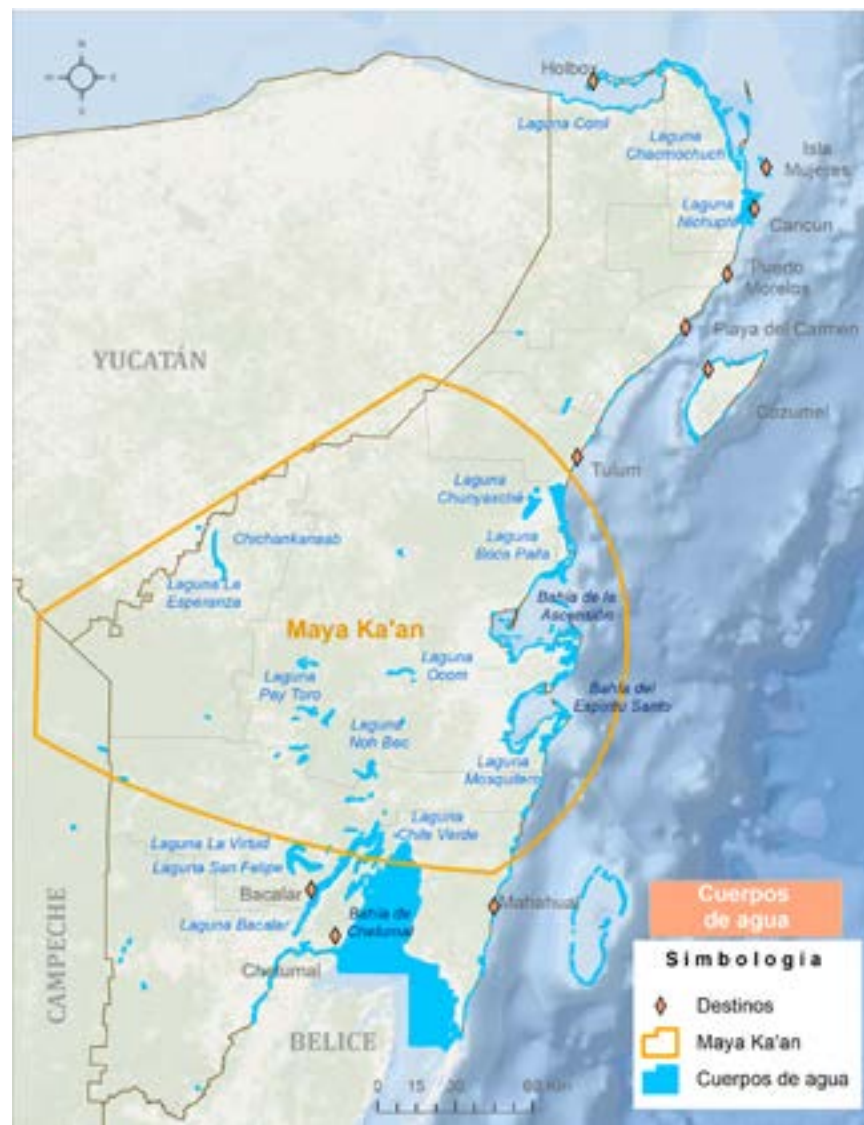 Holbox
Laguna Conil
Laguna
Chacmochuch
Isla
Mujeres
Laguna
Nichupté
Cancún
Puerto
Morelos
Playa del Carmen
YUCATÁN
Cozumel
Tulum
Laguna
Chunyaxché
Chichankanaab
Laguna
Boca Paila
Laguna La
Esperanza
Bahía de la
Ascensión
Maya Ka'an
Laguna
Ocom
Laguna
Pay Toro
Bahía del
Espíritu Santo
Laguna
Noh Bec
Laguna
Mosquitero
Laguna
Chile Verde
Laguna La Virtud
Laguna San Felipe
Bacalar
Mahahual
Laguna Bacalar
Bahía de
Chetumal
Chetumal
CAMPECHE
BELICE
0 15 30 60 Km
Cuerpos
de agua
Simbología
Destinos
Maya Ka'an
Cuerpos de agua